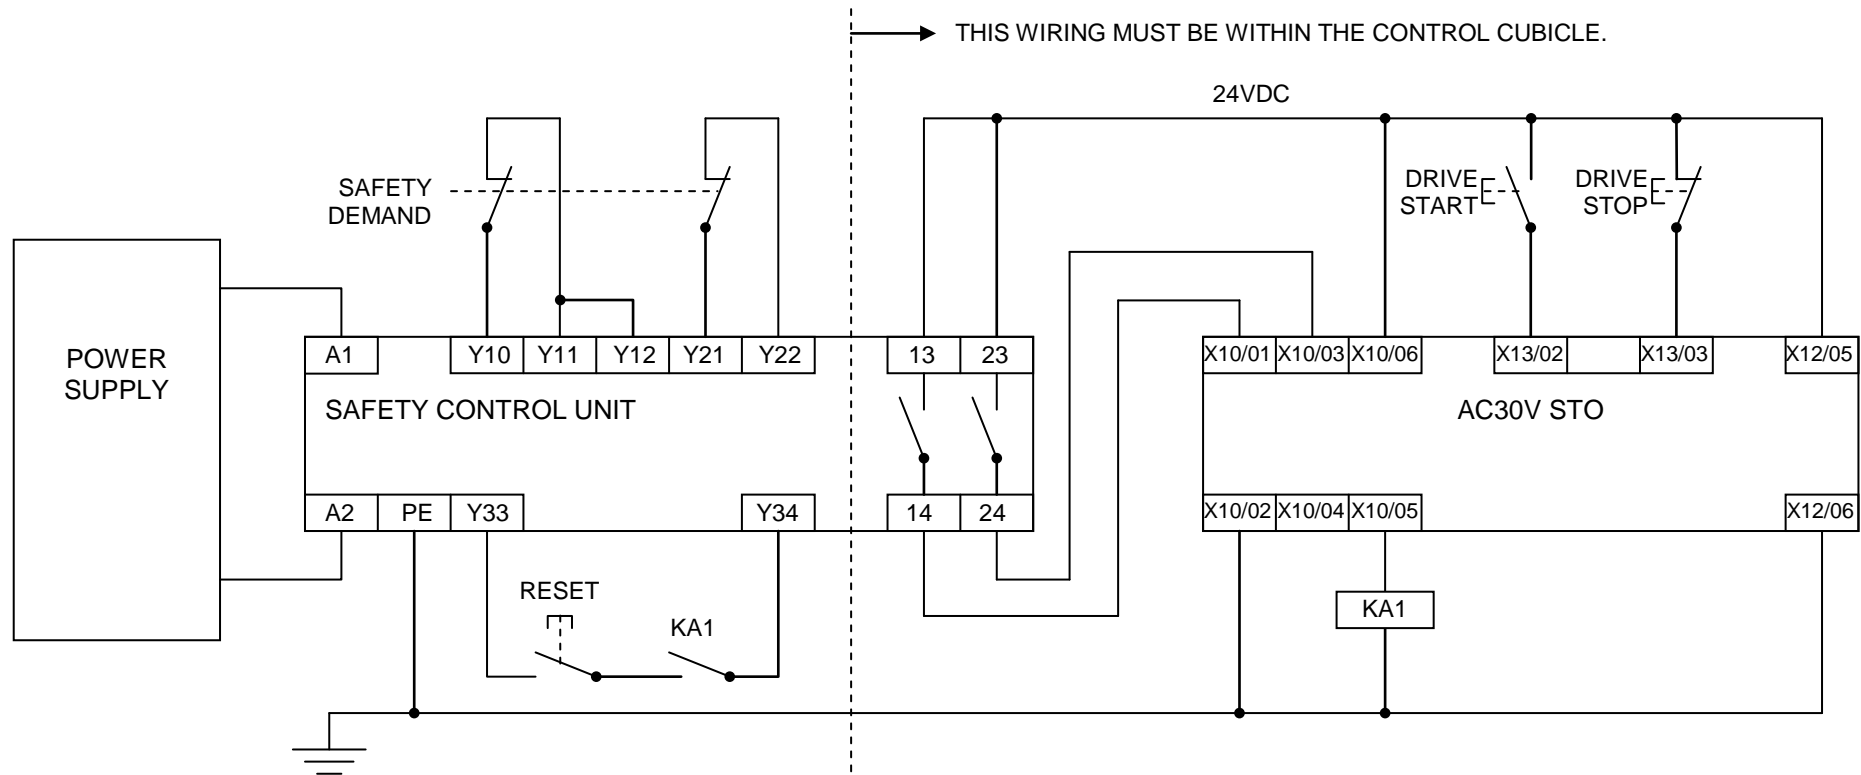 THIS WIRING MUST BE WITHIN THE CONTROL CUBICLE.
24VDC
SAFETY
DEMAND
DRIVE
START
DRIVE
STOP
POWER
SUPPLY
A1
Y10
Y11
Y12
Y21
Y22
13
23
SAFETY CONTROL UNIT
A2
PE
Y33
Y34
14
24
X10/01
X10/03
X10/06
X13/02
X13/03
X12/05
AC30V STO
X10/02
X10/04
X10/05
X12/06
RESET
KA1
KA1